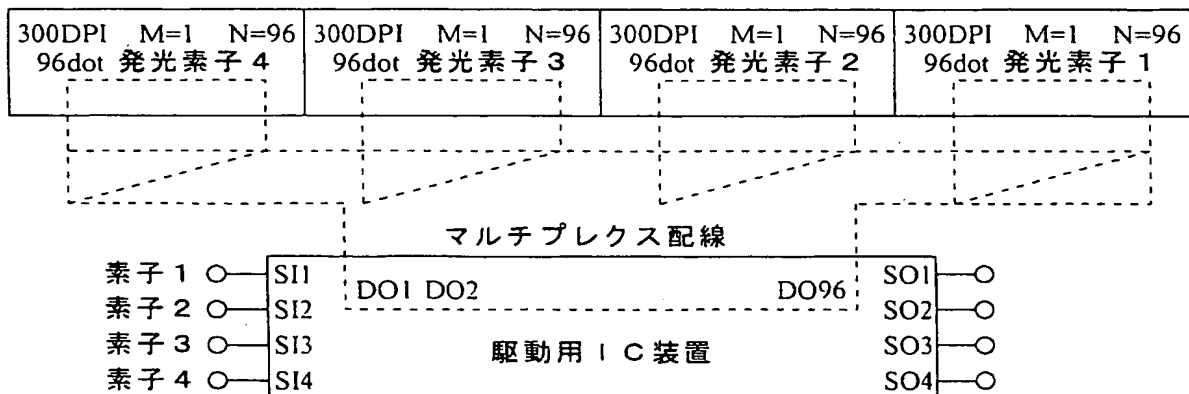 300DPI M=1 N=96 300DPI M=1 N=96 300DPI M=1 N=96 300DPI M=1 N=96
96dot 発光素子4 96dot 発光素子3 96dot 発光素子2 96dot 発光素子1
マルチプレクス配線
素子1 SI1 DO1 DO2 DO96 SO1
素子2 SI2 SO2
素子3 SI3 駆動用IC装置 SO3
素子4 SI4 SO4